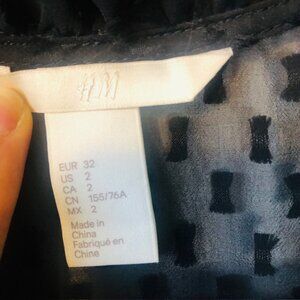 H&M
EUR 32
US 2
CA 2
CN 155/76A
MX 2
Made in
China
Fabriqué en
Chine